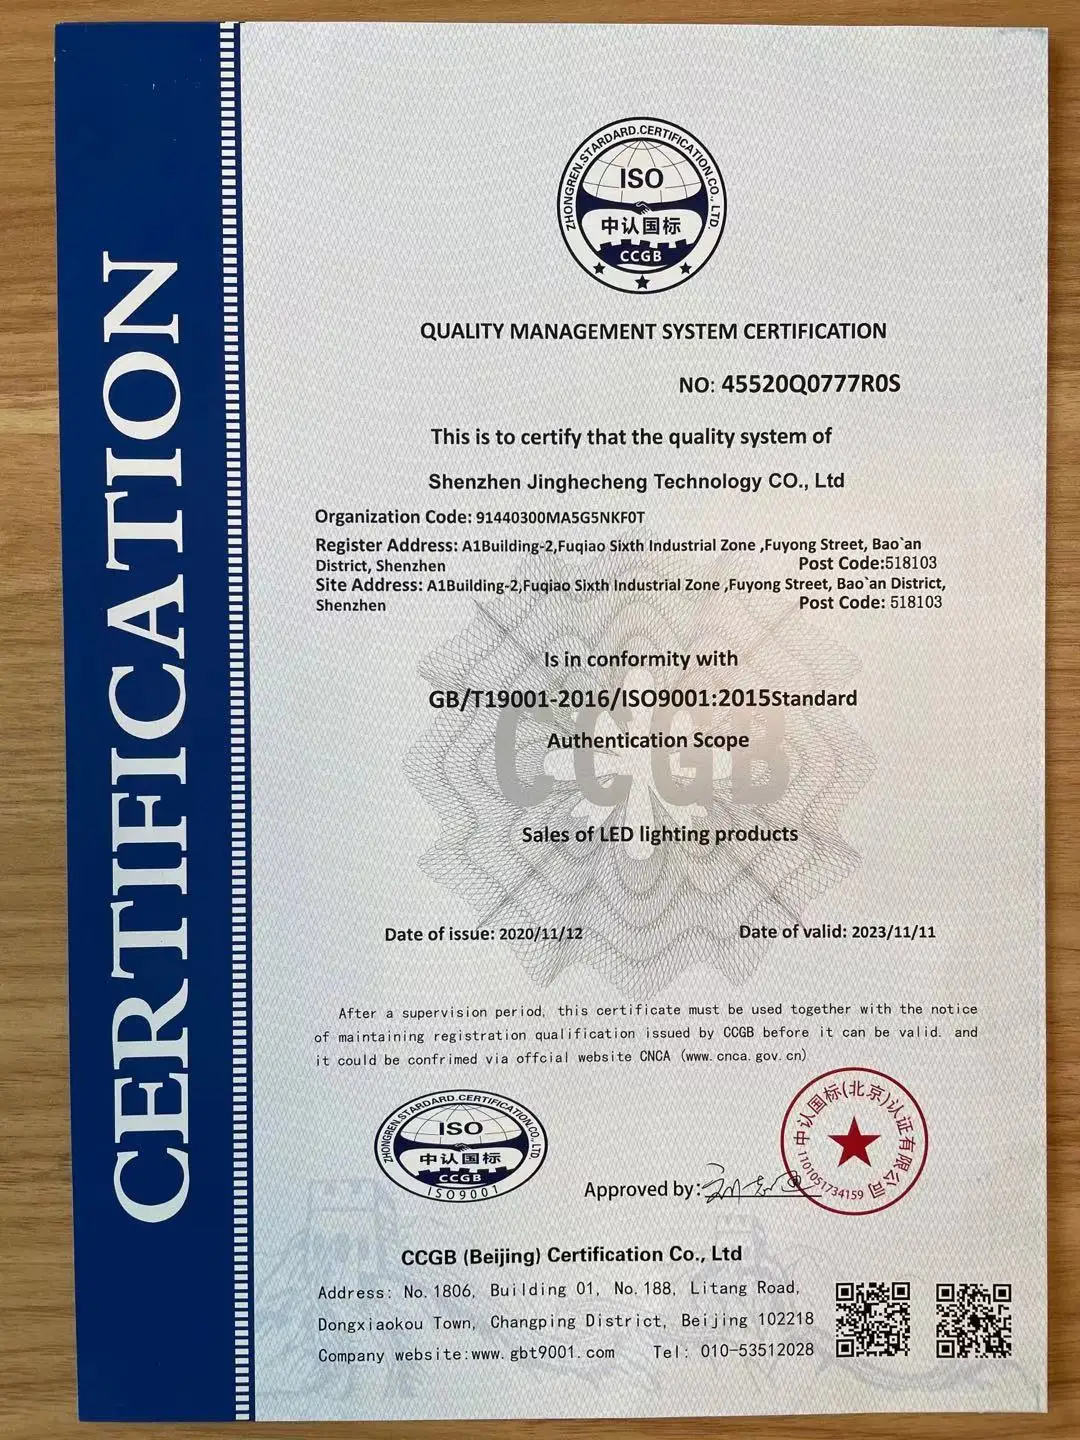 CERTIFICATION
ZHONGREN.STARDARD.CERTIFICATION.CO., LTD.
ISO
中认国标
CCGB
QUALITY MANAGEMENT SYSTEM CERTIFICATION
NO: 45520Q0777R0S
This is to certify that the quality system of
Shenzhen Jinghecheng Technology CO., Ltd
Organization Code: 91440300MA5G5NKF0T
Register Address: A1Building-2,Fuqiao Sixth Industrial Zone ,Fuyong Street, Bao`an
District, Shenzhen Post Code:518103
Site Address: A1Building-2,Fuqiao Sixth Industrial Zone ,Fuyong Street, Bao`an District,
Shenzhen Post Code: 518103
Is in conformity with
GB/T19001-2016/ISO9001:2015Standard
CCGB
Authentication Scope
Sales of LED lighting products
Date of issue: 2020/11/12 Date of valid: 2023/11/11
After a supervision period, this certificate must be used together with the notice
of maintaining registration qualification issued by CCGB before it can be valid. and
it could be confrimed via offcial website CNCA (www.cnca.gov.cn)
ZHONGREN.STARDARD.CERTIFICATION.CO., LTD.
ISO
中认国标
CCGB
ISO9001
Approved by:
中认国标(北京)认证有限公司
1101051734159
CCGB (Beijing) Certification Co., Ltd
Address: No.1806, Building 01, No.188, Litang Road,
Dongxiaokou Town, Changping District, Beijing 102218
Company website:www.gbt9001.com Tel: 010-53512028